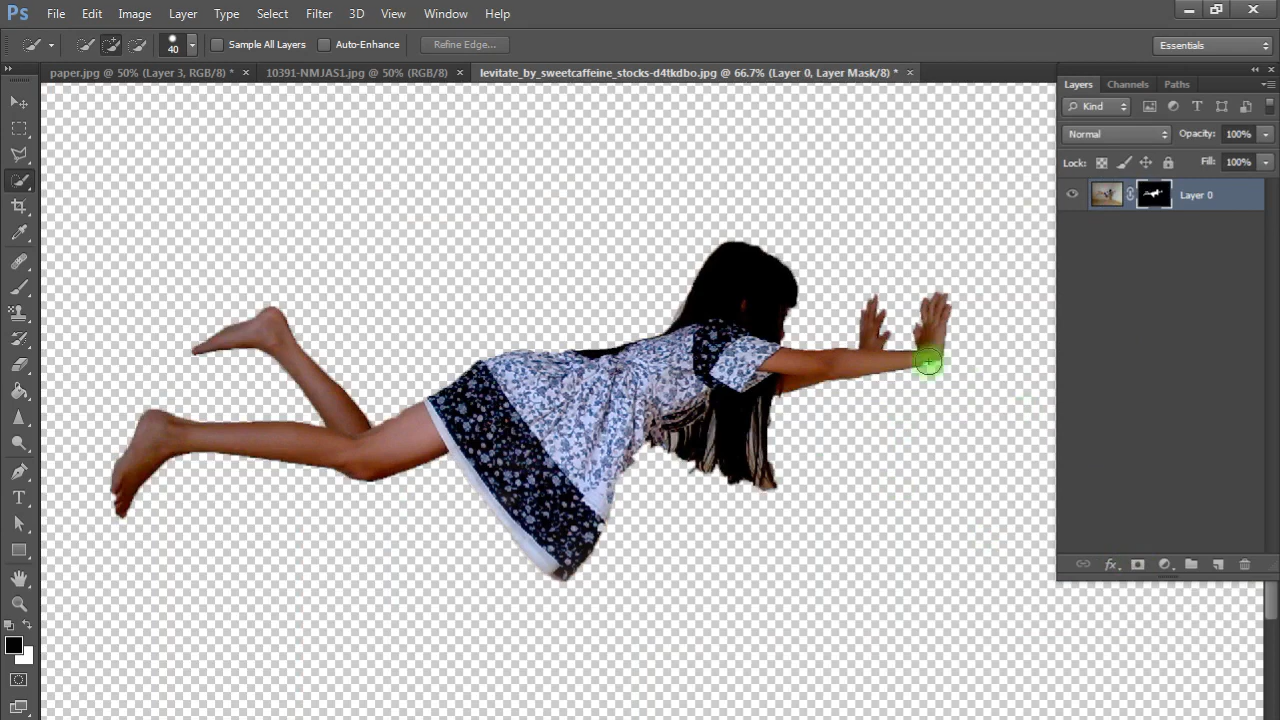 Ps File Edit Image Layer Type Select Filter 3D View Window Help
40 Sample All Layers Auto-Enhance Refine Edge... Essentials
paper.jpg @ 50% (Layer 3, RGB/8) * × 10391-NMJAS1.jpg @ 50% (RGB/8) × levitate_by_sweetcaffeine_stocks-d4tkdbo.jpg @ 66.7% (Layer 0, Layer Mask/8) * ×
Layers Channels Paths
Kind
Normal Opacity: 100%
Lock: Fill: 100%
Layer 0
fx